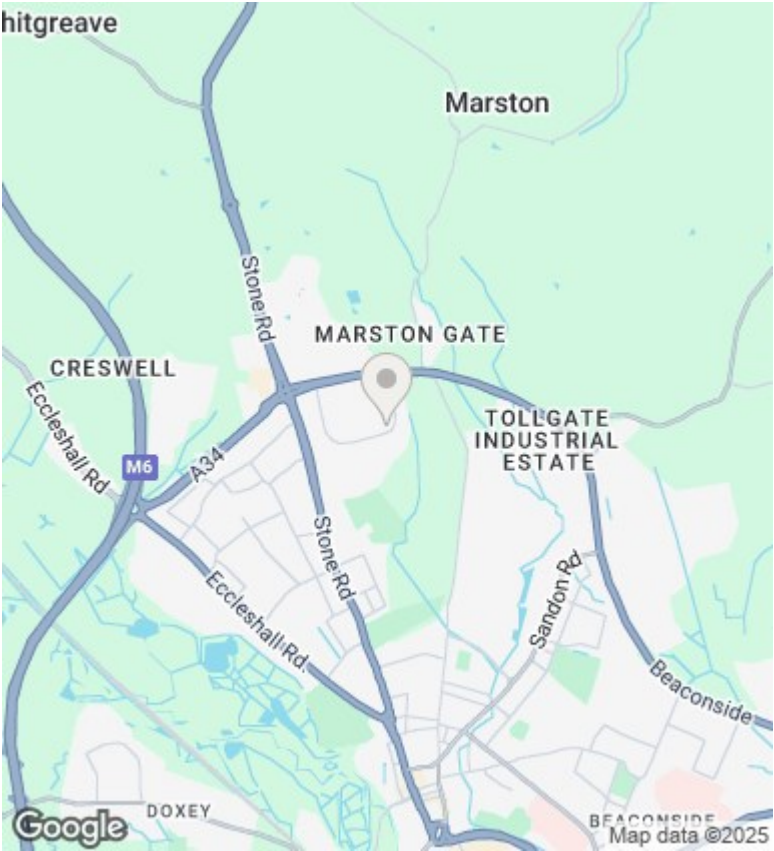 hitgreave
Marston
Stone Rd
MARSTON GATE
CRESWELL
Eccleshall Rd
TOLLGATE
INDUSTRIAL
ESTATE
M6
A34
Stone Rd
Sandon Rd
Eccleshall Rd
Beaconside
DOXEY
BEACONSIDE
Google
Map data ©2025